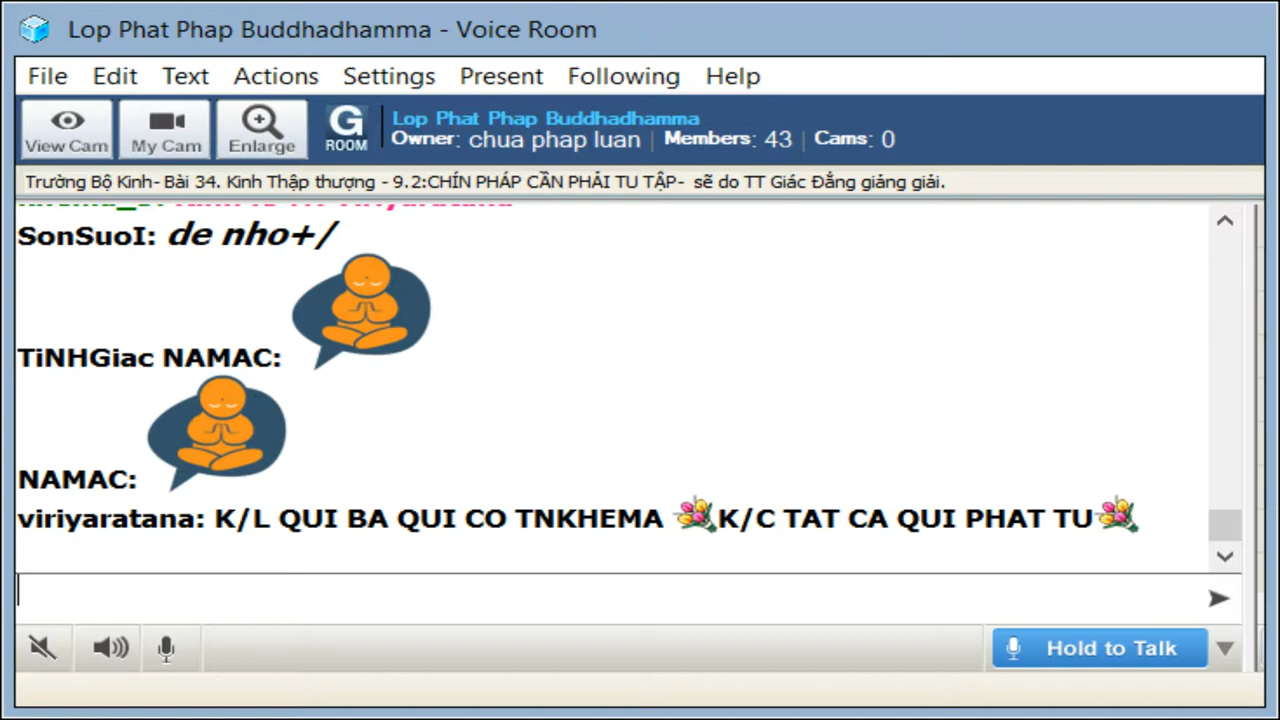 Lop Phat Phap Buddhadhamma - Voice Room
File Edit Text Actions Settings Present Following Help
View Cam My Cam Enlarge G ROOM
Lop Phat Phap Buddhadhamma
Owner: chua phap luan | Members: 43 | Cams: 0
Trường Bộ Kinh- Bài 34. Kinh Thập thượng - 9.2:CHÍN PHÁP CẦN PHẢI TU TẬP- sẽ do TT Giác Đẳng giảng giải.
SonSuoI: de nho+/
TiNHGiac NAMAC:
NAMAC:
viriyaratana: K/L QUI BA QUI CO TNKHEMA K/C TAT CA QUI PHAT TU
Hold to Talk